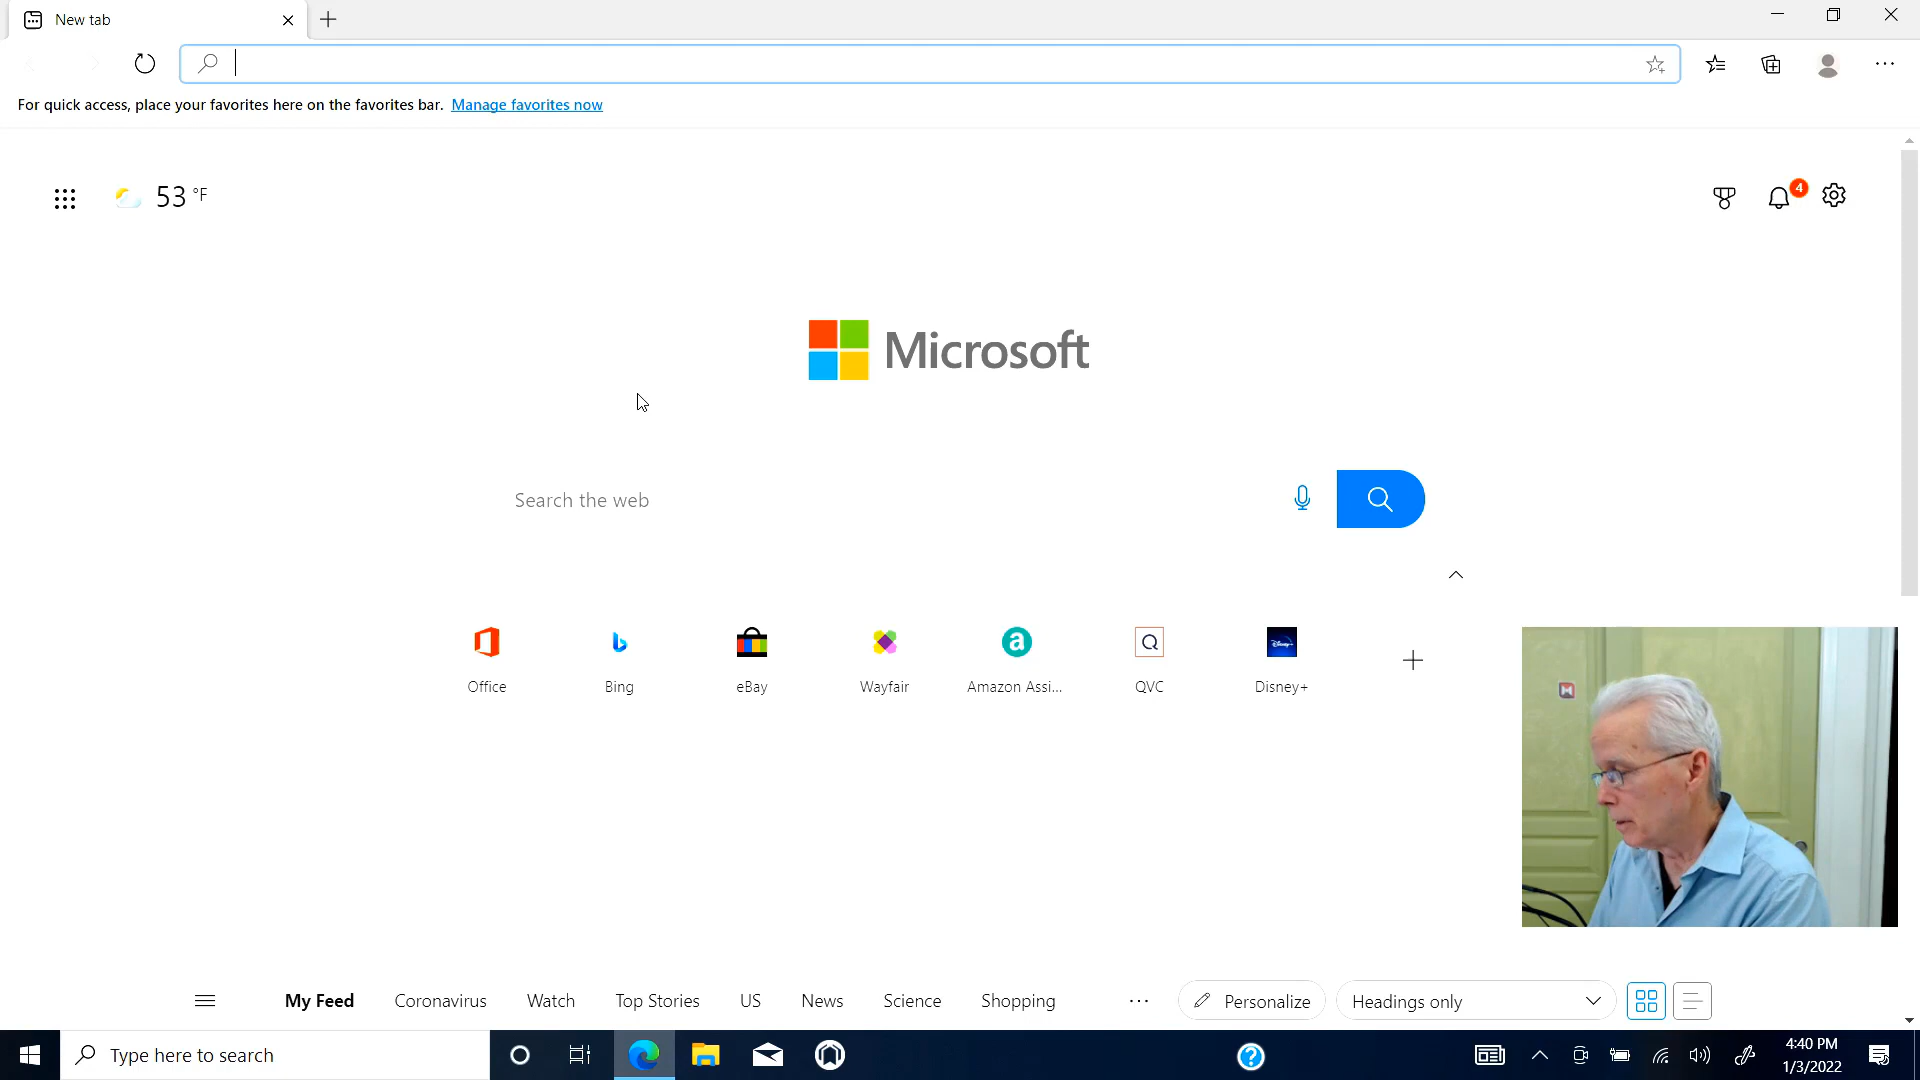 New tab
For quick access, place your favorites here on the favorites bar. Manage favorites now
53 °F
4
Microsoft
Search the web
Office
Bing
eBay
Wayfair
Amazon Assi...
QVC
Disney+
My Feed
Coronavirus
Watch
Top Stories
US
News
Science
Shopping
Personalize
Headings only
Type here to search
4:40 PM
1/3/2022